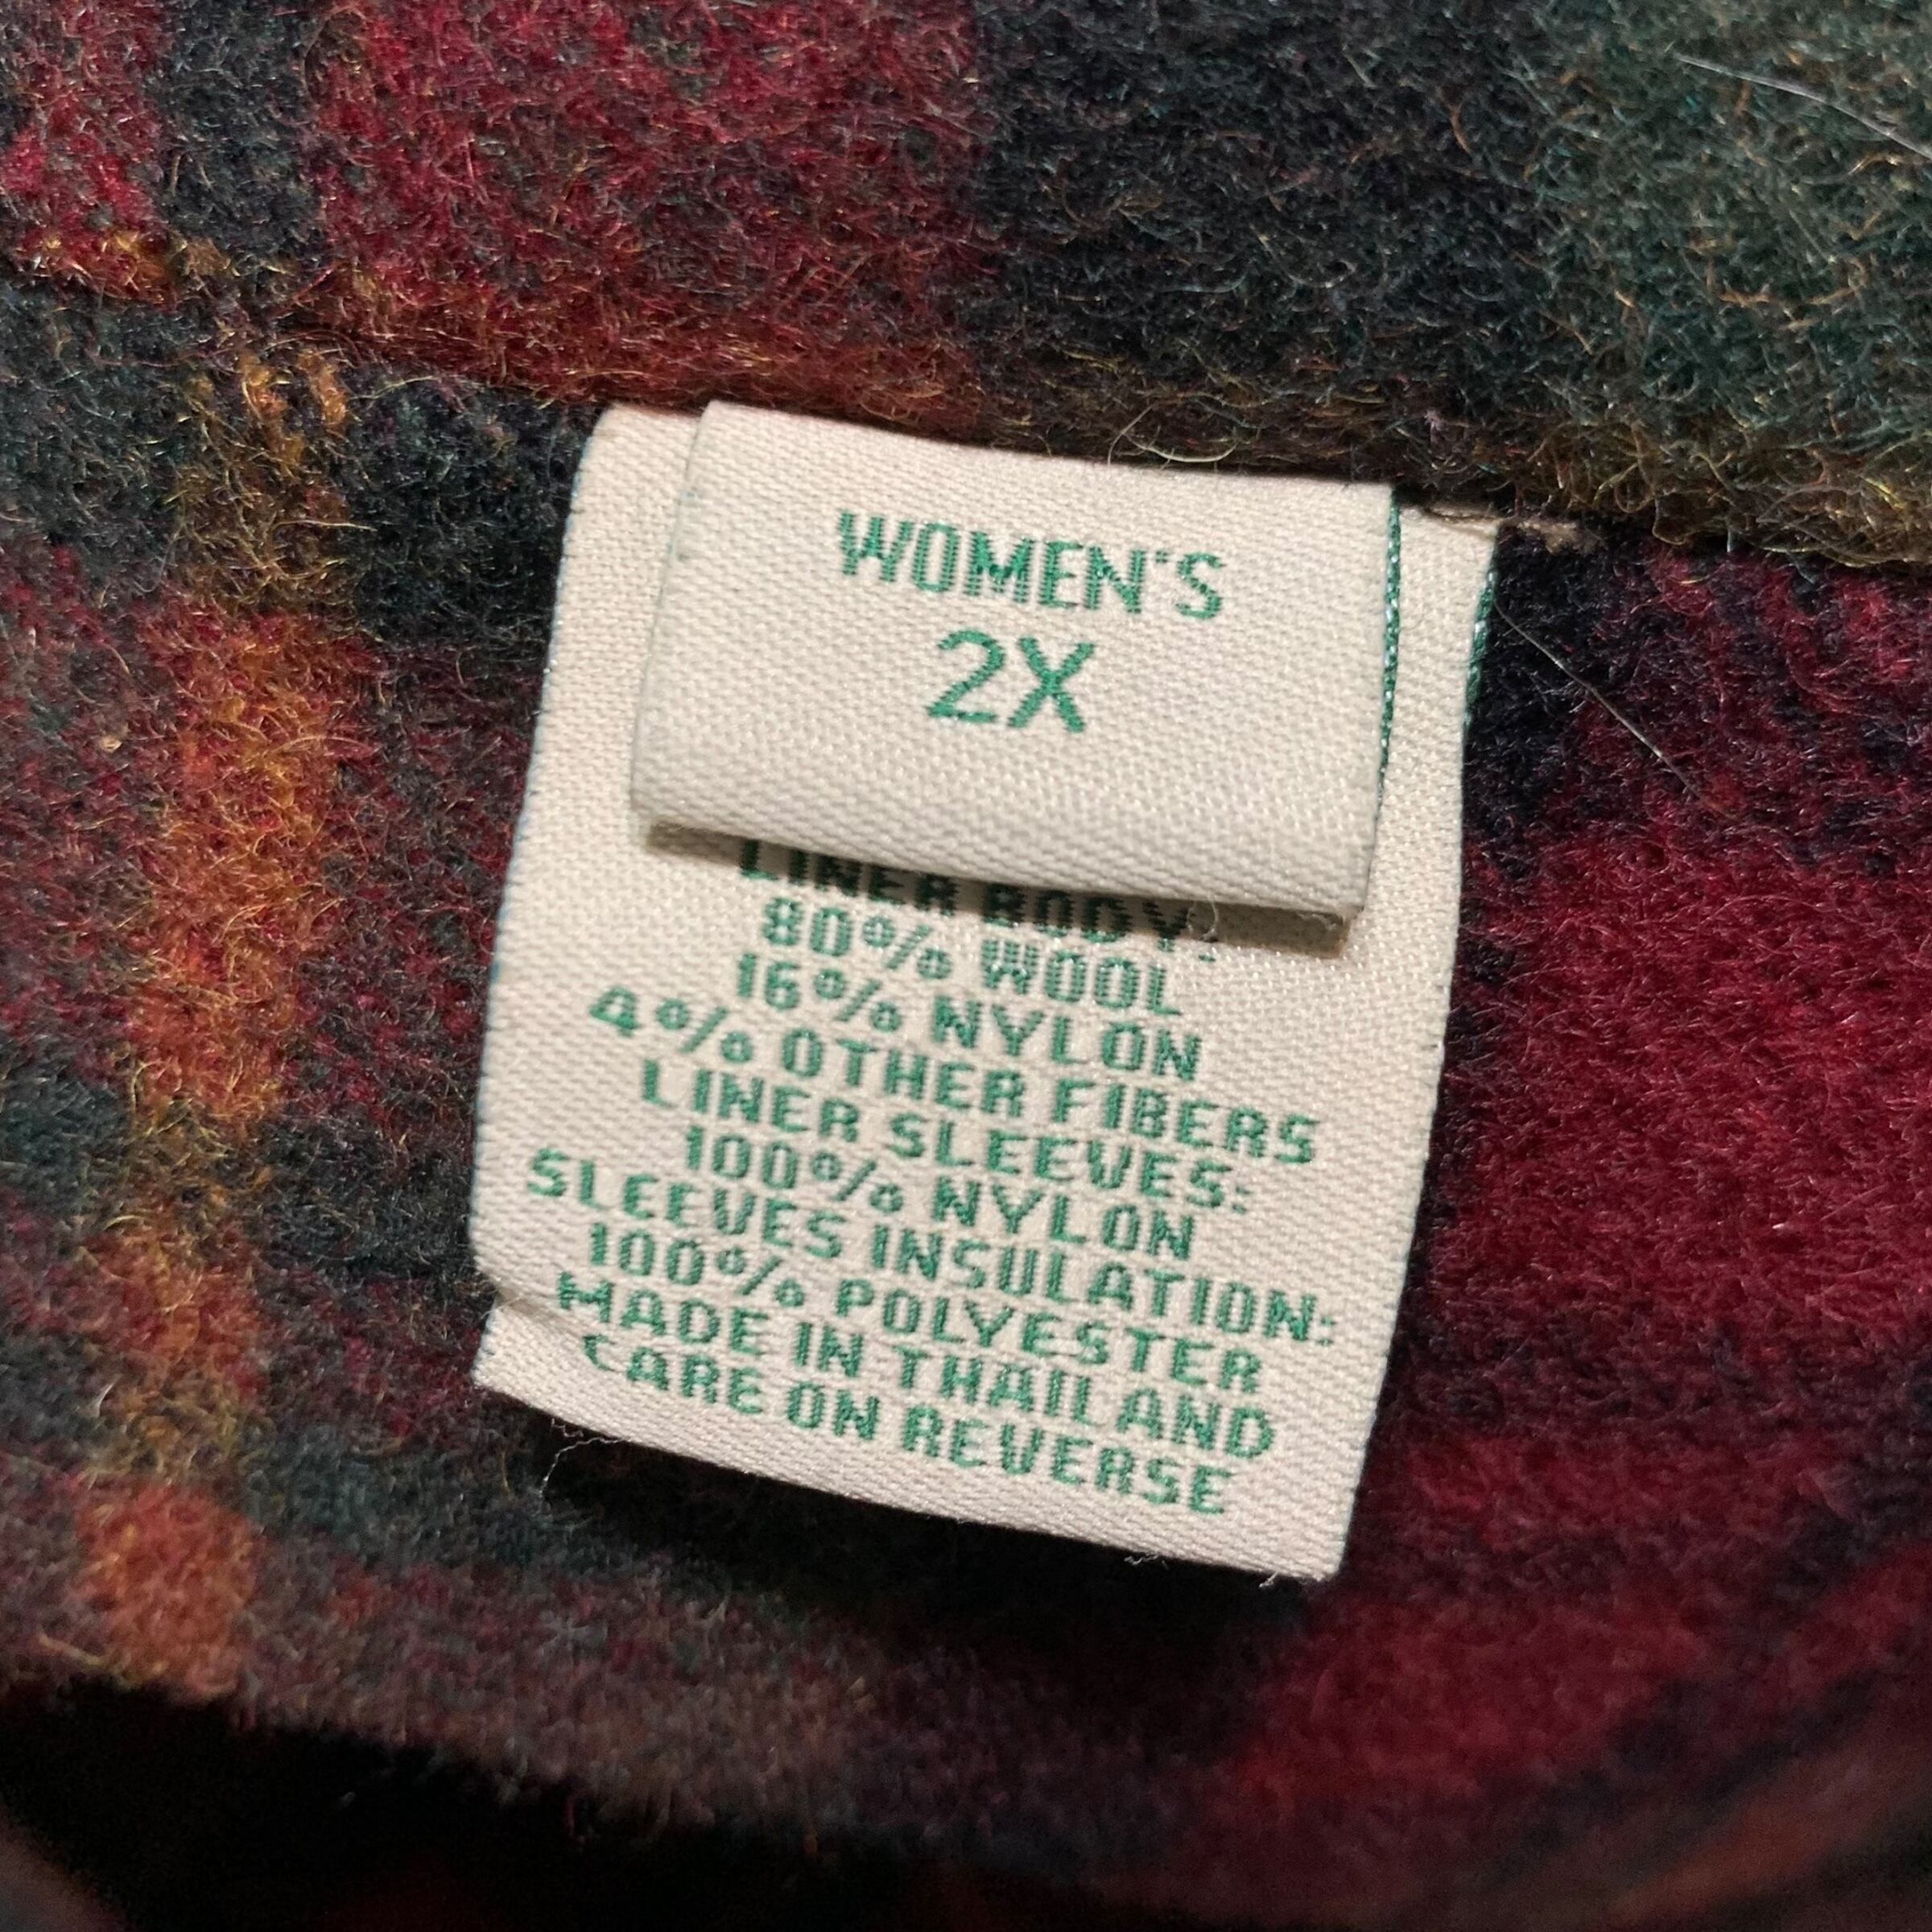 WOMEN'S
2X
LINER BODY:
80% WOOL
16% NYLON
4% OTHER FIBERS
LINER SLEEVES:
100% NYLON
SLEEVES INSULATION:
100% POLYESTER
MADE IN THAILAND
CARE ON REVERSE